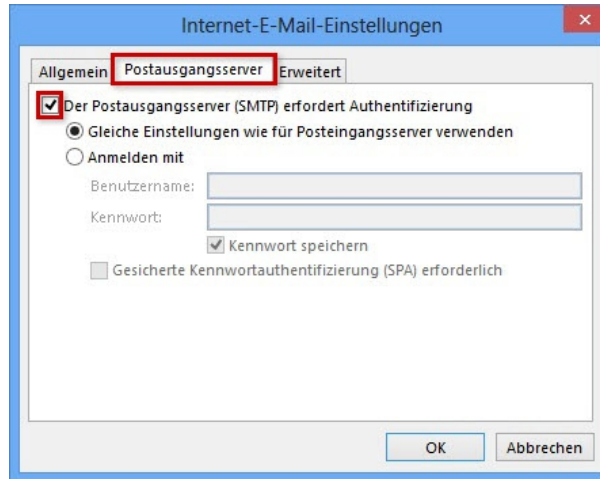 Internet-E-Mail-Einstellungen
Allgemein Postausgangsserver Erweitert
Der Postausgangsserver (SMTP) erfordert Authentifizierung
Gleiche Einstellungen wie für Posteingangsserver verwenden
Anmelden mit
Benutzername:
Kennwort:
Kennwort speichern
Gesicherte Kennwortauthentifizierung (SPA) erforderlich
OK Abbrechen